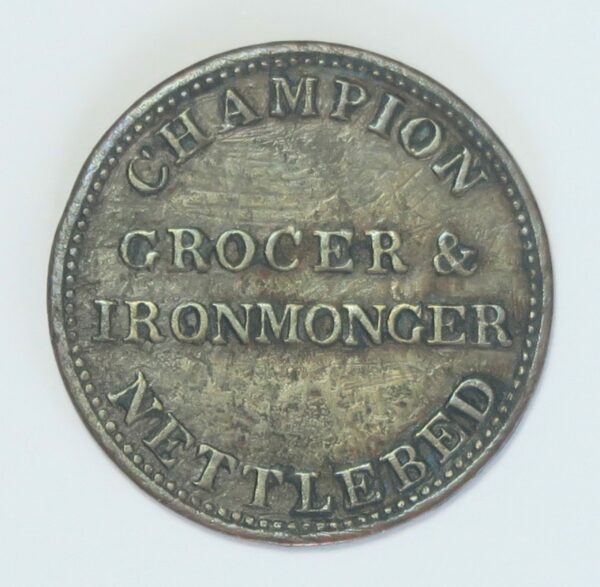 CHAMPION
GROCER &
IRONMONGER
NETTLEBED